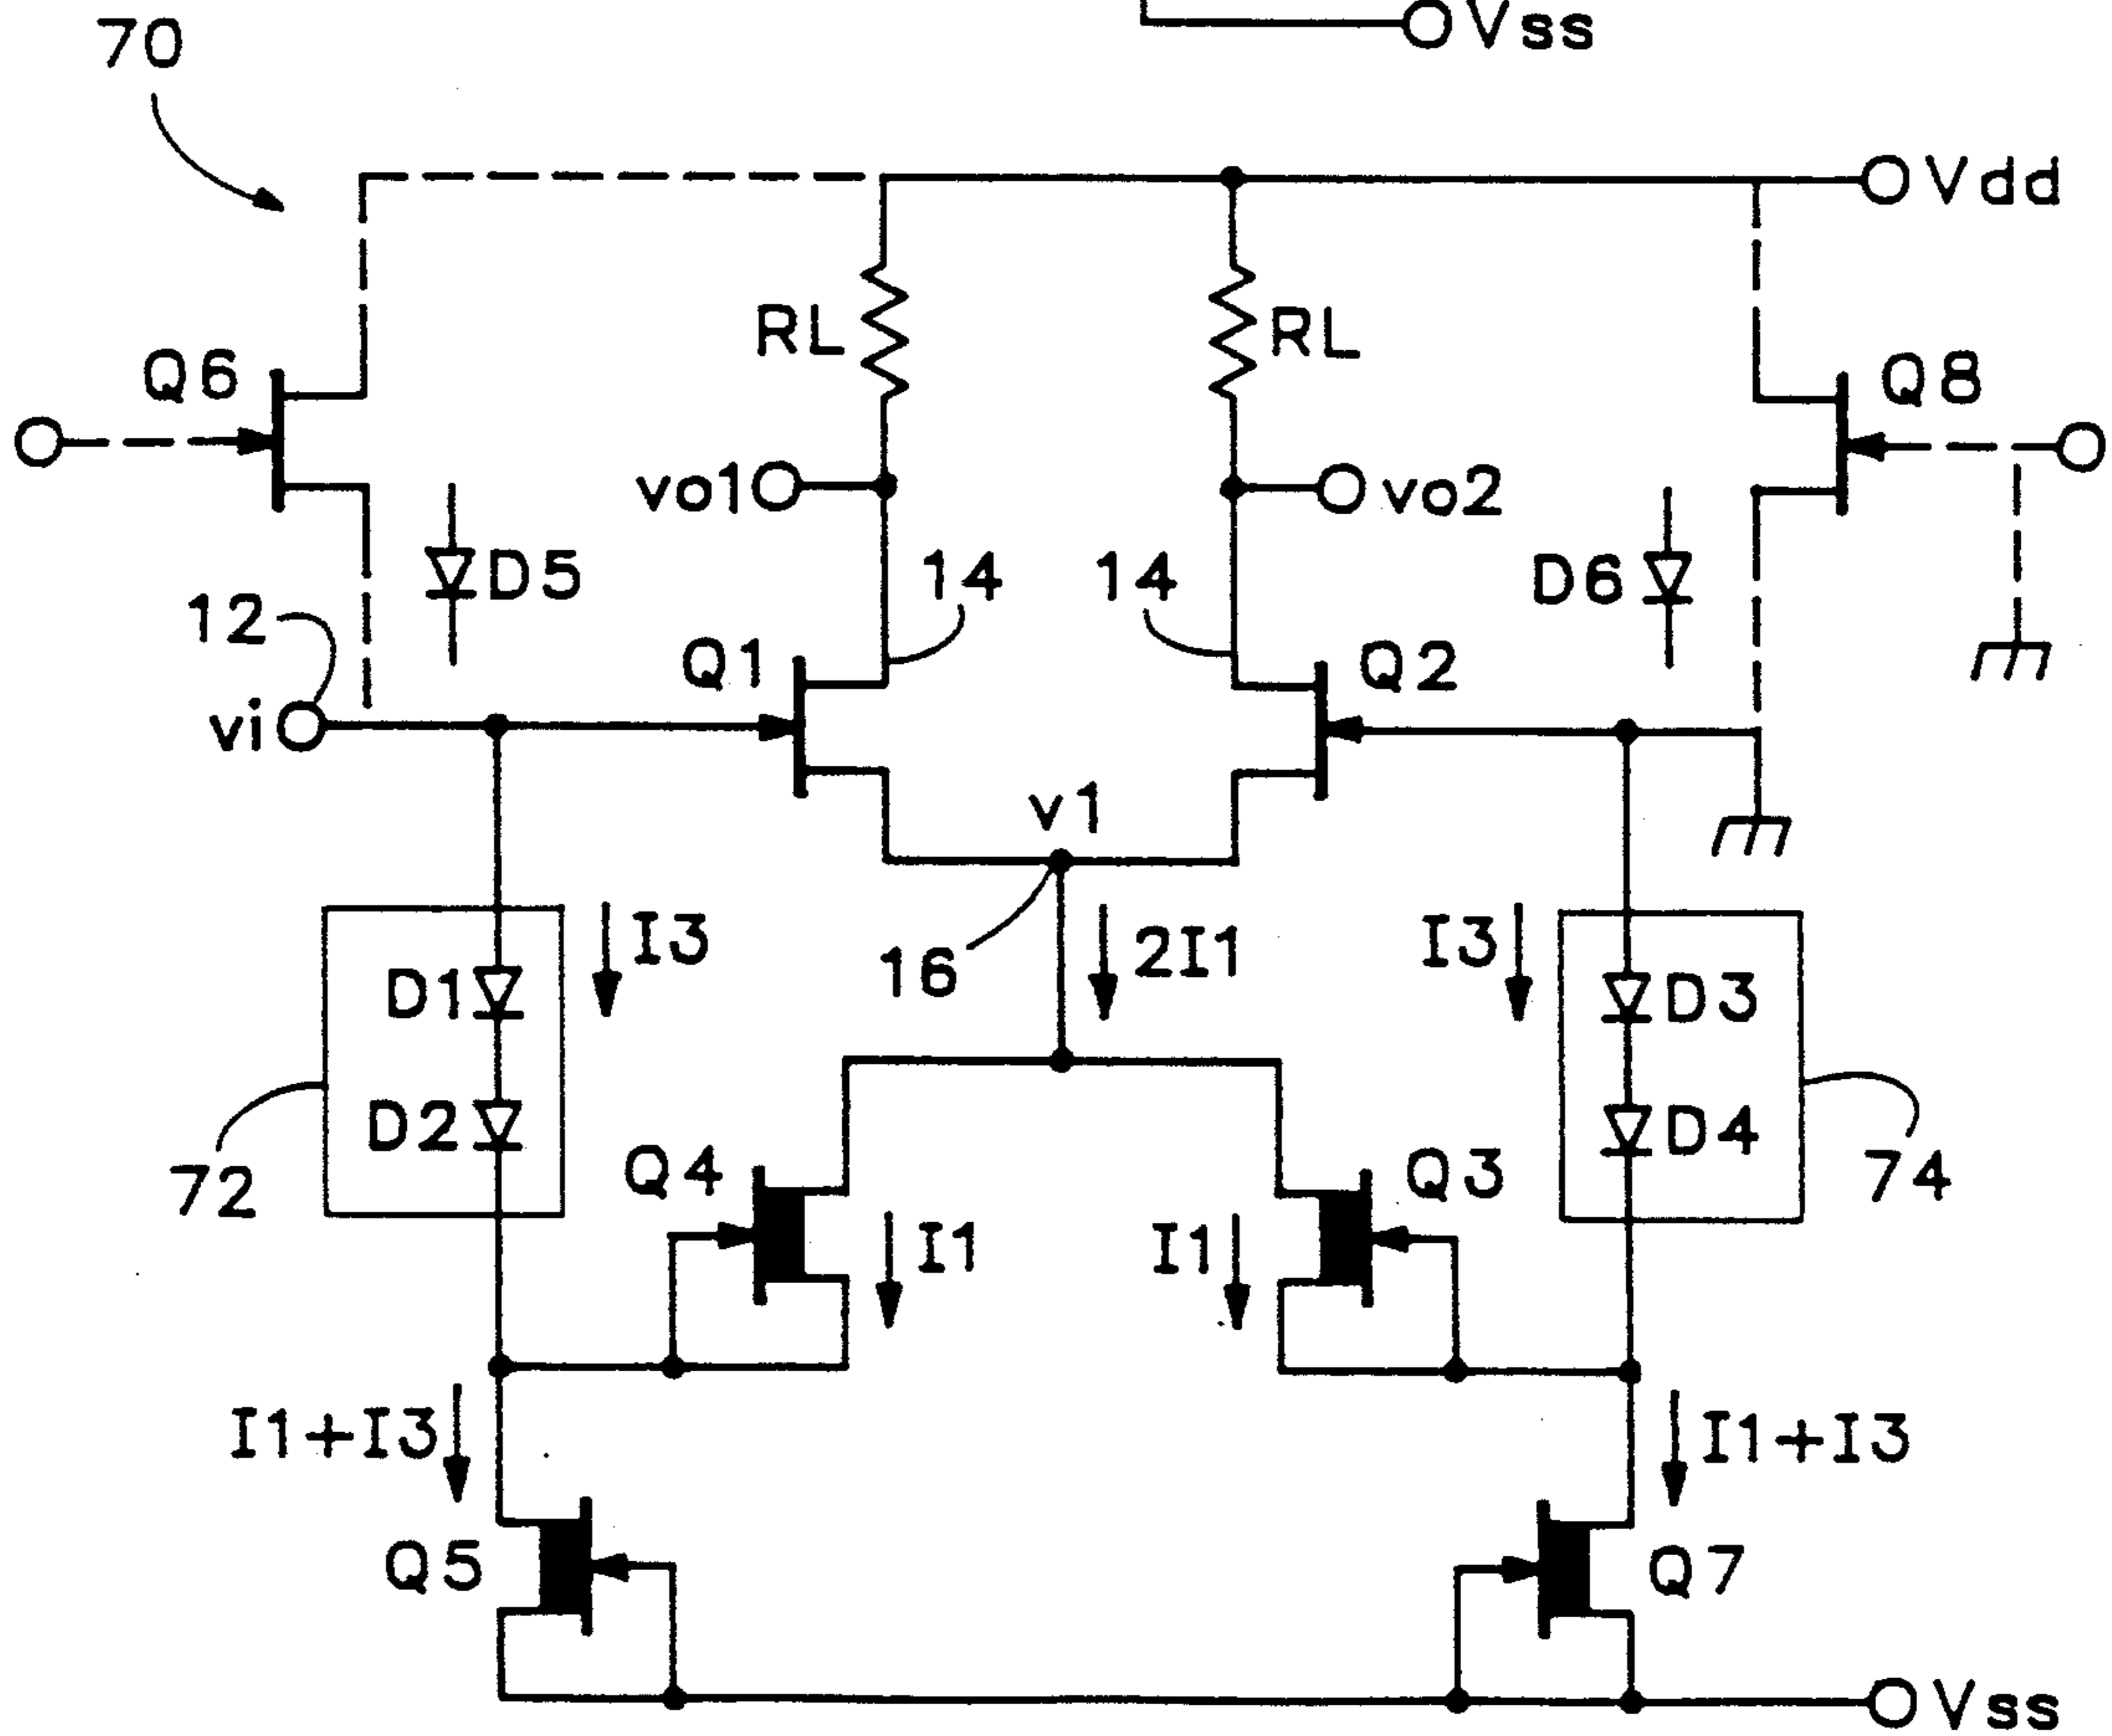 Vss
70
Vdd
RL
RL
Q6
Q8
vo1
vo2
D5
14
14
D6
12
Q1
Q2
vi
v1
I3
16
2I1
I3
D1
D3
D2
D4
72
Q4
Q3
74
I1
I1
I1+I3
I1+I3
Q5
Q7
Vss